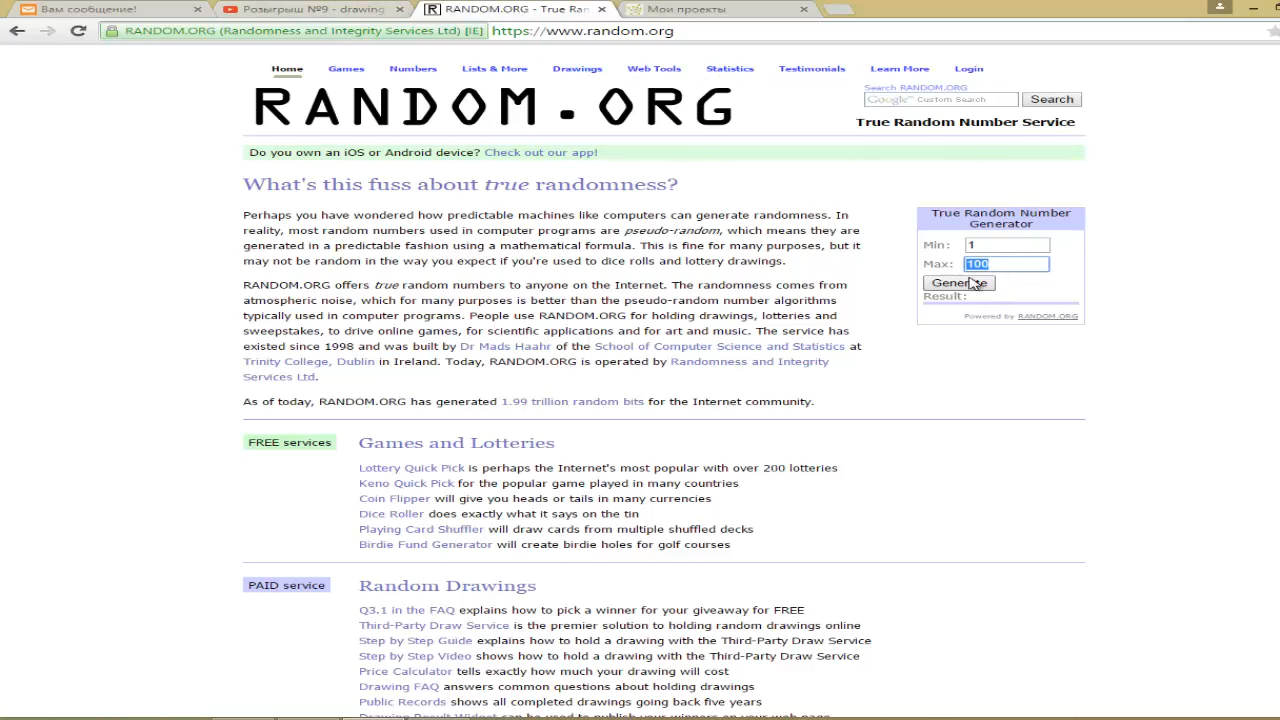 Вам сообщение!
Розыгрыш №9 - drawing
RANDOM.ORG - True Ran
Мои проекты
RANDOM.ORG (Randomness and Integrity Services Ltd) [IE] https://www.random.org
Home Games Numbers Lists & More Drawings Web Tools Statistics Testimonials Learn More Login
RANDOM.ORG
Search RANDOM.ORG
Google™ Custom Search Search
True Random Number Service
Do you own an iOS or Android device? Check out our app!
What's this fuss about true randomness?
Perhaps you have wondered how predictable machines like computers can generate randomness. In
reality, most random numbers used in computer programs are pseudo-random, which means they are
generated in a predictable fashion using a mathematical formula. This is fine for many purposes, but it
may not be random in the way you expect if you're used to dice rolls and lottery drawings.
RANDOM.ORG offers true random numbers to anyone on the Internet. The randomness comes from
atmospheric noise, which for many purposes is better than the pseudo-random number algorithms
typically used in computer programs. People use RANDOM.ORG for holding drawings, lotteries and
sweepstakes, to drive online games, for scientific applications and for art and music. The service has
existed since 1998 and was built by Dr Mads Haahr of the School of Computer Science and Statistics at
Trinity College, Dublin in Ireland. Today, RANDOM.ORG is operated by Randomness and Integrity
Services Ltd.
As of today, RANDOM.ORG has generated 1.99 trillion random bits for the Internet community.
True Random Number
Generator
Min: 1
Max: 100
Generate
Result:
Powered by RANDOM.ORG
FREE services
Games and Lotteries
Lottery Quick Pick is perhaps the Internet's most popular with over 200 lotteries
Keno Quick Pick for the popular game played in many countries
Coin Flipper will give you heads or tails in many currencies
Dice Roller does exactly what it says on the tin
Playing Card Shuffler will draw cards from multiple shuffled decks
Birdie Fund Generator will create birdie holes for golf courses
PAID service
Random Drawings
Q3.1 in the FAQ explains how to pick a winner for your giveaway for FREE
Third-Party Draw Service is the premier solution to holding random drawings online
Step by Step Guide explains how to hold a drawing with the Third-Party Draw Service
Step by Step Video shows how to hold a drawing with the Third-Party Draw Service
Price Calculator tells exactly how much your drawing will cost
Drawing FAQ answers common questions about holding drawings
Public Records shows all completed drawings going back five years
Drawing Result Widget can be used to publish your winners on your web page